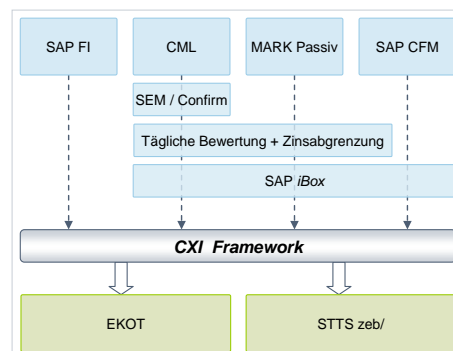 SAP FI
CML
MARK Passiv
SAP CFM
SEM / Confirm
Tägliche Bewertung + Zinsabgrenzung
SAP iBox
CXI Framework
EKOT
STTS zeb/